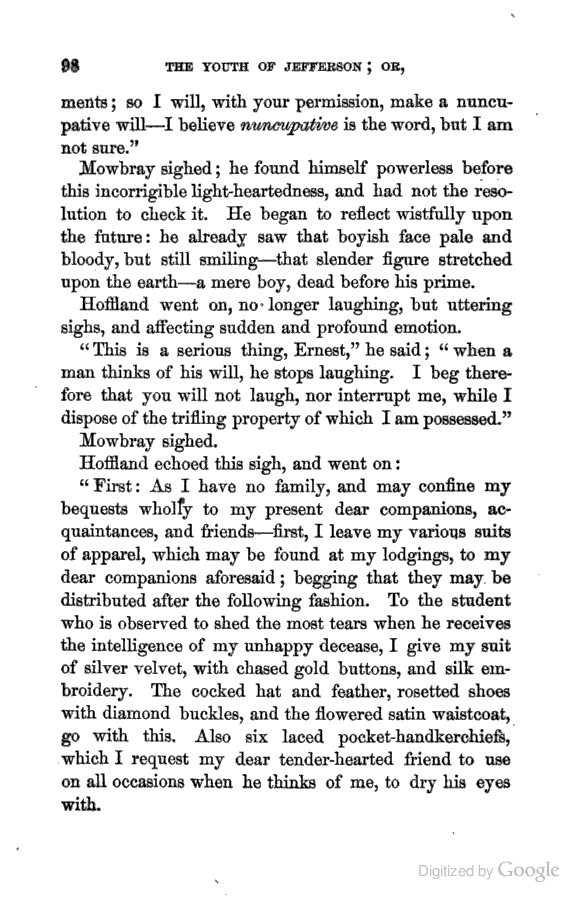 98 THE YOUTH OF JEFFERSON; OR,
ments; so I will, with your permission, make a nuncu-
pative will—I believe nuncupative is the word, but I am
not sure."
Mowbray sighed; he found himself powerless before
this incorrigible light-heartedness, and had not the reso-
lution to check it. He began to reflect wistfully upon
the future: he already saw that boyish face pale and
bloody, but still smiling—that slender figure stretched
upon the earth—a mere boy, dead before his prime.
Hoffland went on, no longer laughing, but uttering
sighs, and affecting sudden and profound emotion.
"This is a serious thing, Ernest," he said; "when a
man thinks of his will, he stops laughing. I beg there-
fore that you will not laugh, nor interrupt me, while I
dispose of the trifling property of which I am possessed."
Mowbray sighed.
Hoffland echoed this sigh, and went on:
"First: As I have no family, and may confine my
bequests wholly to my present dear companions, ac-
quaintances, and friends—first, I leave my various suits
of apparel, which may be found at my lodgings, to my
dear companions aforesaid; begging that they may be
distributed after the following fashion. To the student
who is observed to shed the most tears when he receives
the intelligence of my unhappy decease, I give my suit
of silver velvet, with chased gold buttons, and silk em-
broidery. The cocked hat and feather, rosetted shoes
with diamond buckles, and the flowered satin waistcoat,
go with this. Also six laced pocket-handkerchiefs,
which I request my dear tender-hearted friend to use
on all occasions when he thinks of me, to dry his eyes
with.
Digitized by Google